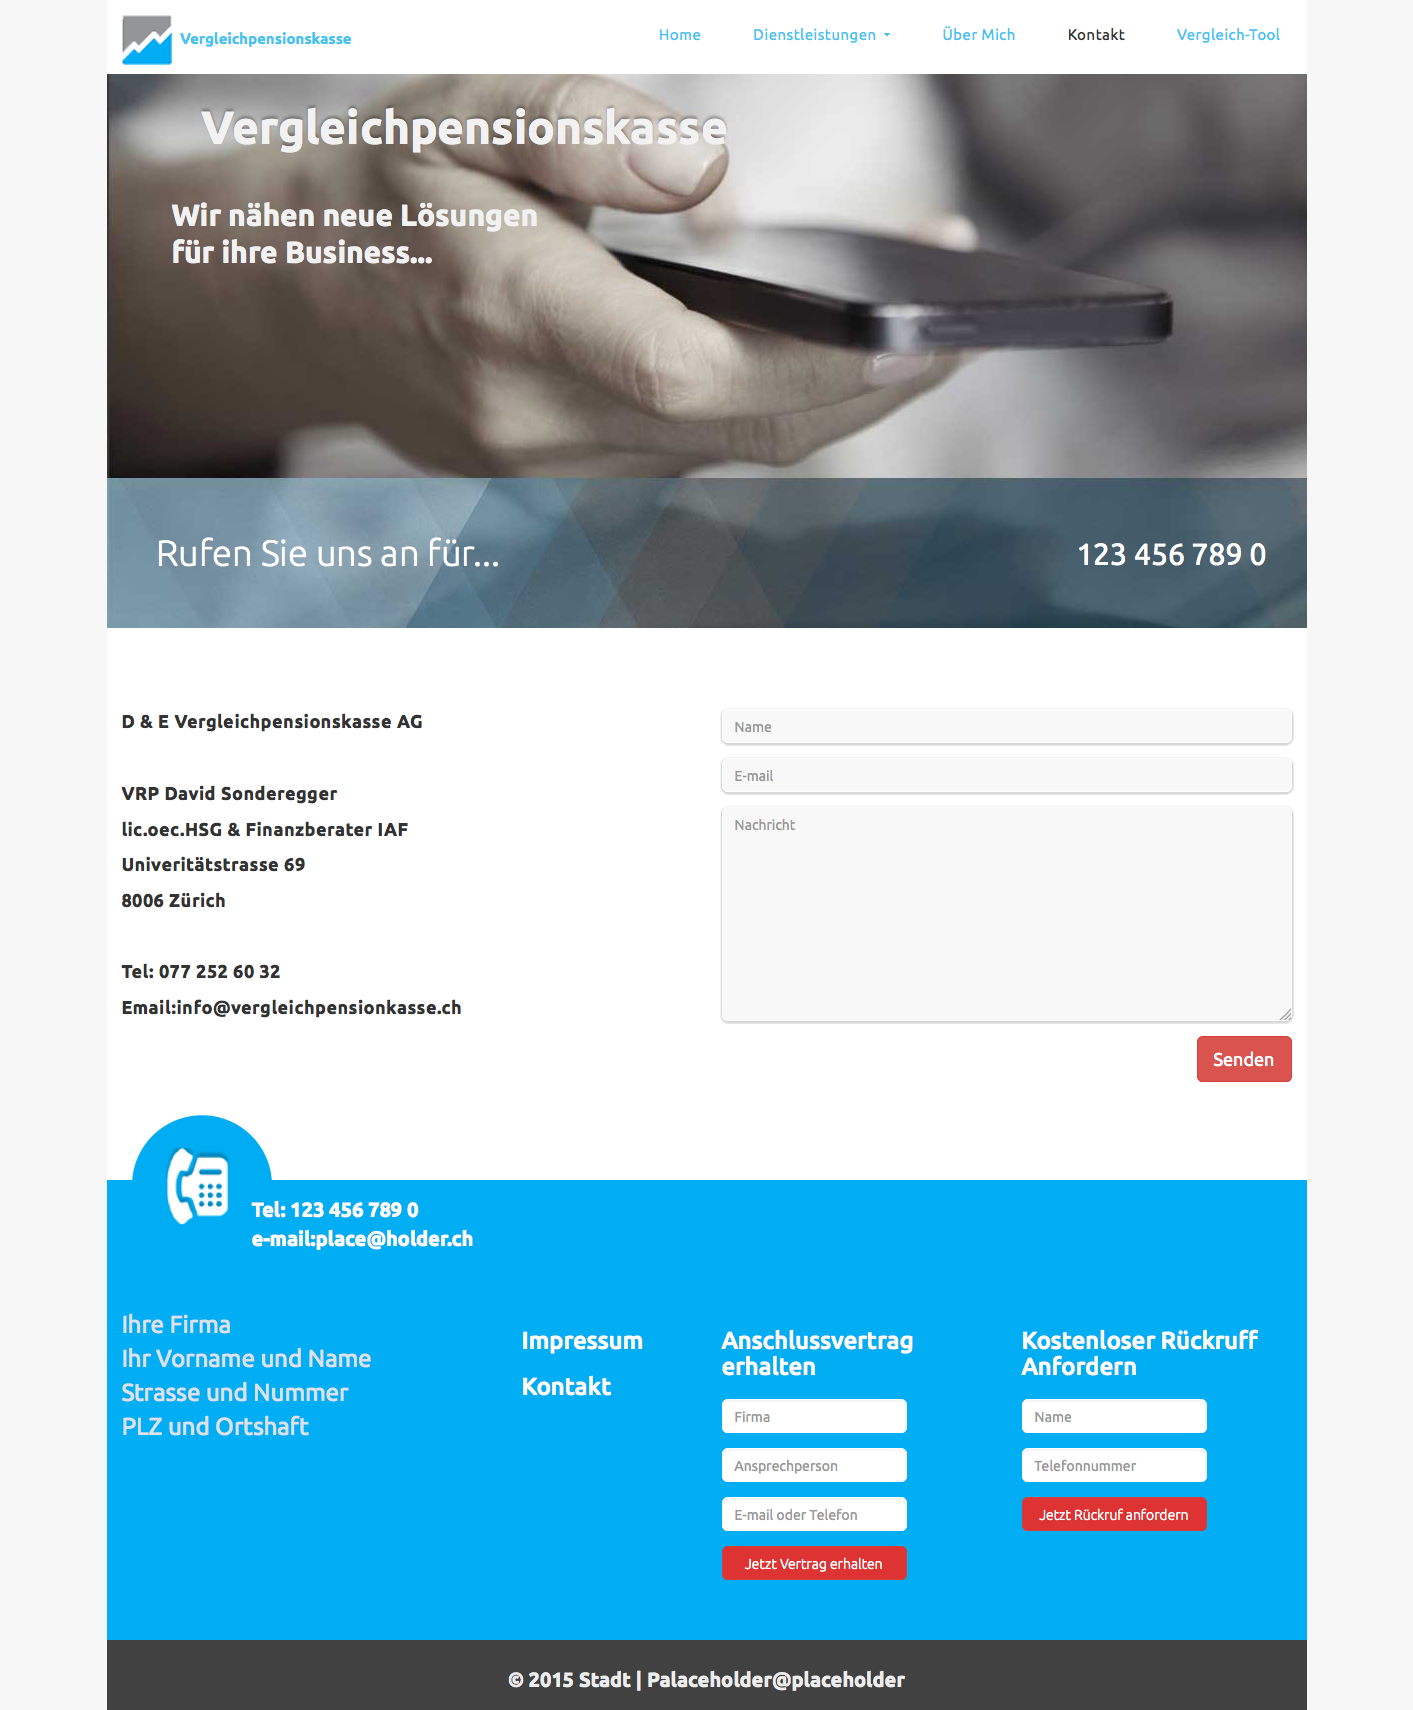 Vergleichpensionskasse
Home
Dienstleistungen
Über Mich
Kontakt
Vergleich-Tool
Vergleichpensionskasse
Wir nähen neue Lösungen
für ihre Business...
Rufen Sie uns an für...
123 456 789 0
D & E Vergleichpensionskasse AG
VRP David Sonderegger
lic.oec.HSG & Finanzberater IAF
Univeritätstrasse 69
8006 Zürich
Tel: 077 252 60 32
Email:info@vergleichpensionkasse.ch
Name
E-mail
Nachricht
Senden
Tel: 123 456 789 0
e-mail:place@holder.ch
Ihre Firma
Ihr Vorname und Name
Strasse und Nummer
PLZ und Ortshaft
Impressum
Kontakt
Anschlussvertrag
erhalten
Firma
Ansprechperson
E-mail oder Telefon
Jetzt Vertrag erhalten
Kostenloser Rückruff
Anfordern
Name
Telefonnummer
Jetzt Rückruf anfordern
© 2015 Stadt | Palaceholder@placeholder